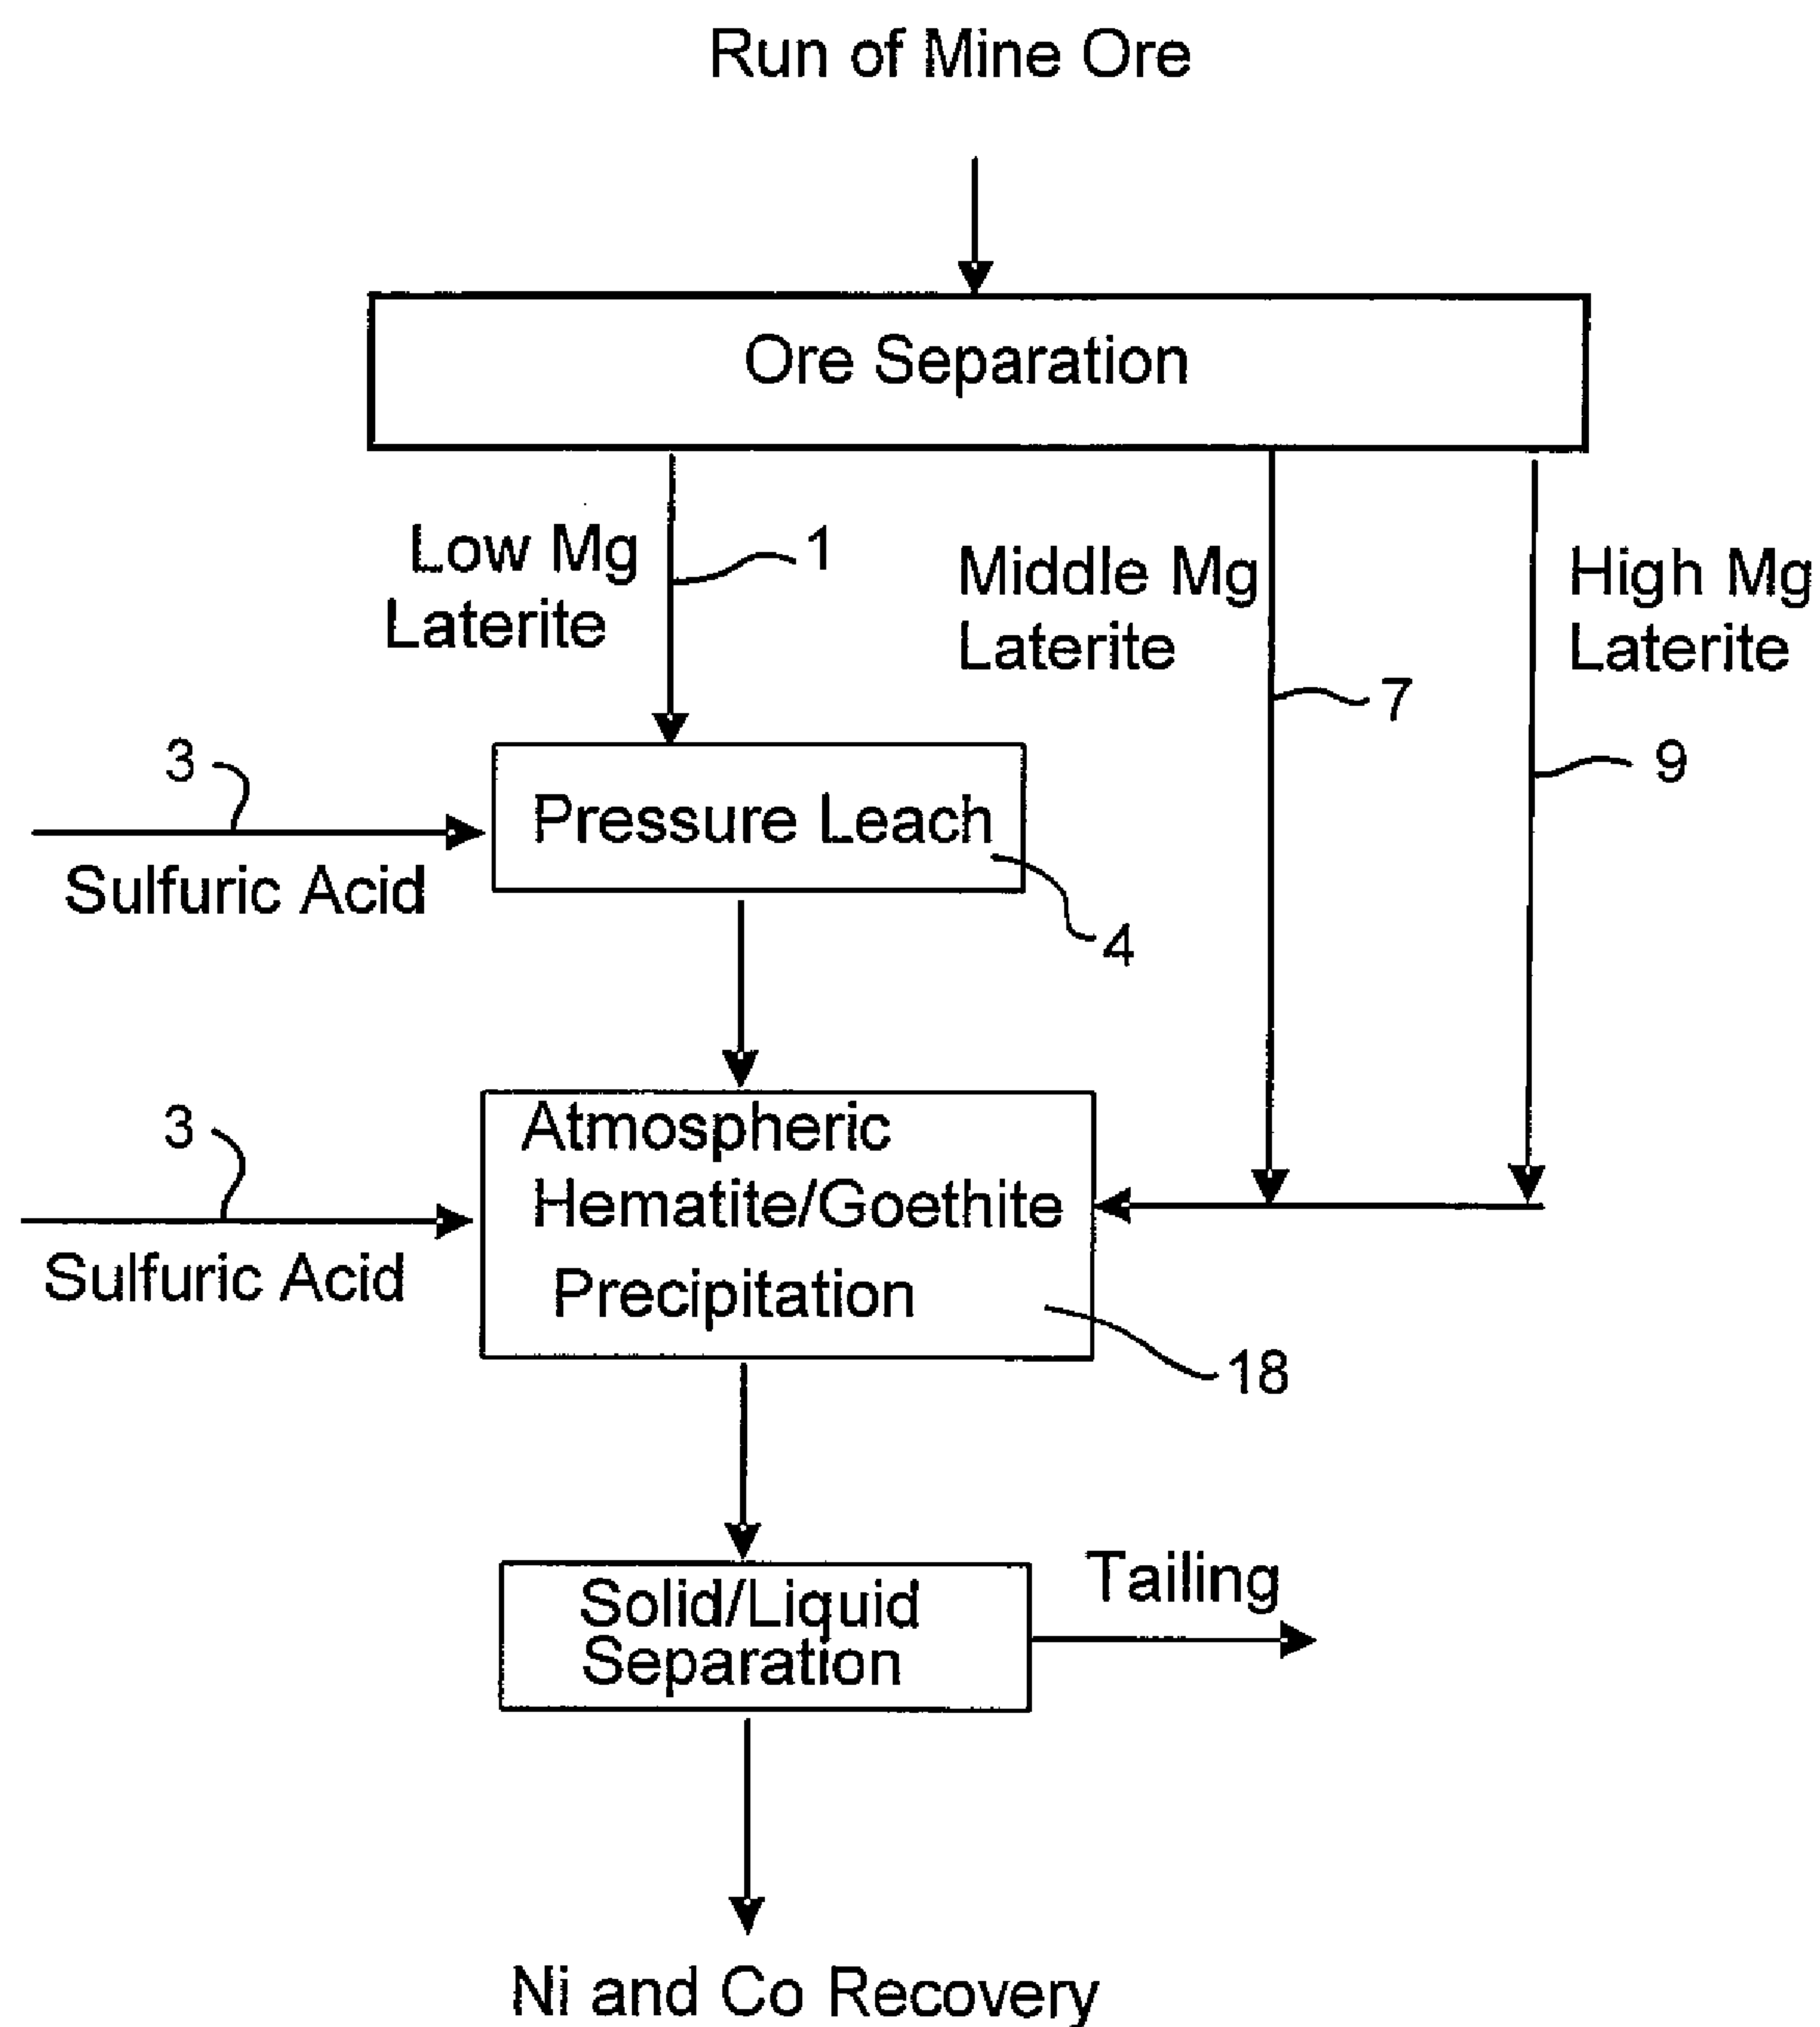 Run of Mine Ore
Ore Separation
Low Mg
Laterite
1
Middle Mg
Laterite
7
High Mg
Laterite
9
3
Sulfuric Acid
Pressure Leach
4
3
Sulfuric Acid
Atmospheric
Hematite/Goethite
Precipitation
18
Solid/Liquid
Separation
Tailing
Ni and Co Recovery